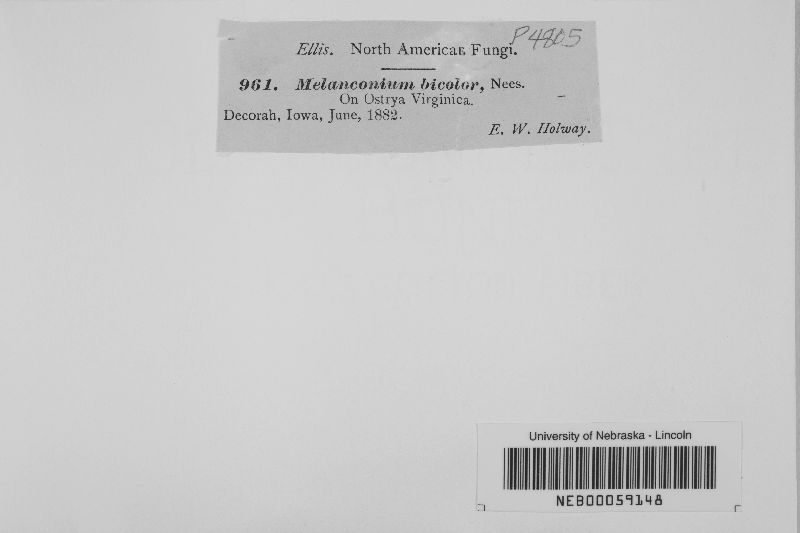 P4805
Ellis. North American Fungi.
961. Melanconium bicolor, Nees.
On Ostrya Virginica.
Decorah, Iowa, June, 1882.
E. W. Holway.
University of Nebraska - Lincoln
NEB00059148